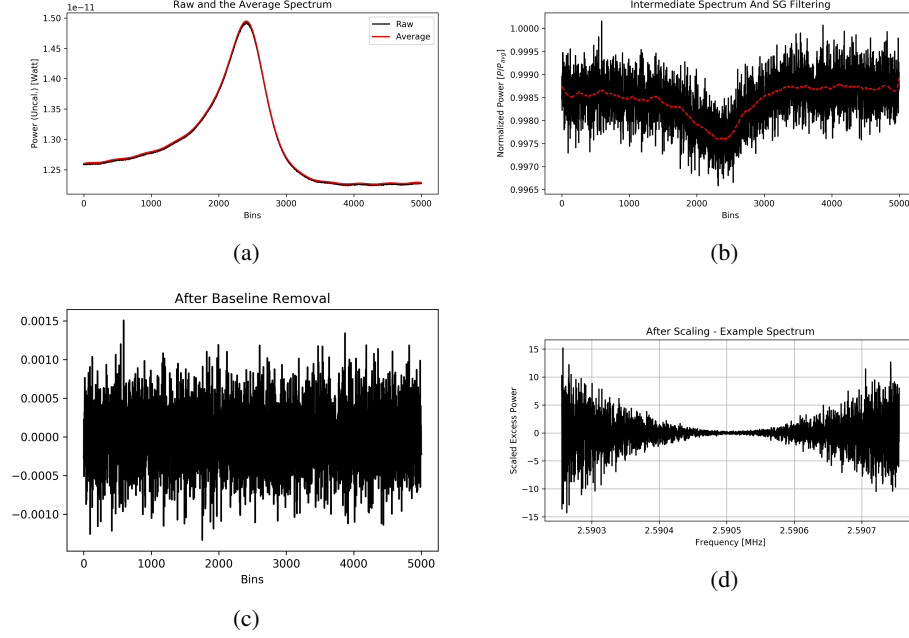 Raw and the Average Spectrum
1e−11
Power (Uncal.) [Watt]
1.50
1.45
1.40
1.35
1.30
1.25
Raw
Average
0
1000
2000
3000
4000
5000
Bins
(a)
Intermediate Spectrum And SG Filtering
Normalized Power [P/Pavg]
1.0000
0.9995
0.9990
0.9985
0.9980
0.9975
0.9970
0.9965
0
1000
2000
3000
4000
5000
Bins
(b)
After Baseline Removal
0.0015
0.0010
0.0005
0.0000
−0.0005
−0.0010
0
1000
2000
3000
4000
5000
Bins
(c)
After Scaling - Example Spectrum
Scaled Excess Power
15
10
5
0
−5
−10
−15
2.5903
2.5904
2.5905
2.5906
2.5907
Frequency [MHz]
(d)